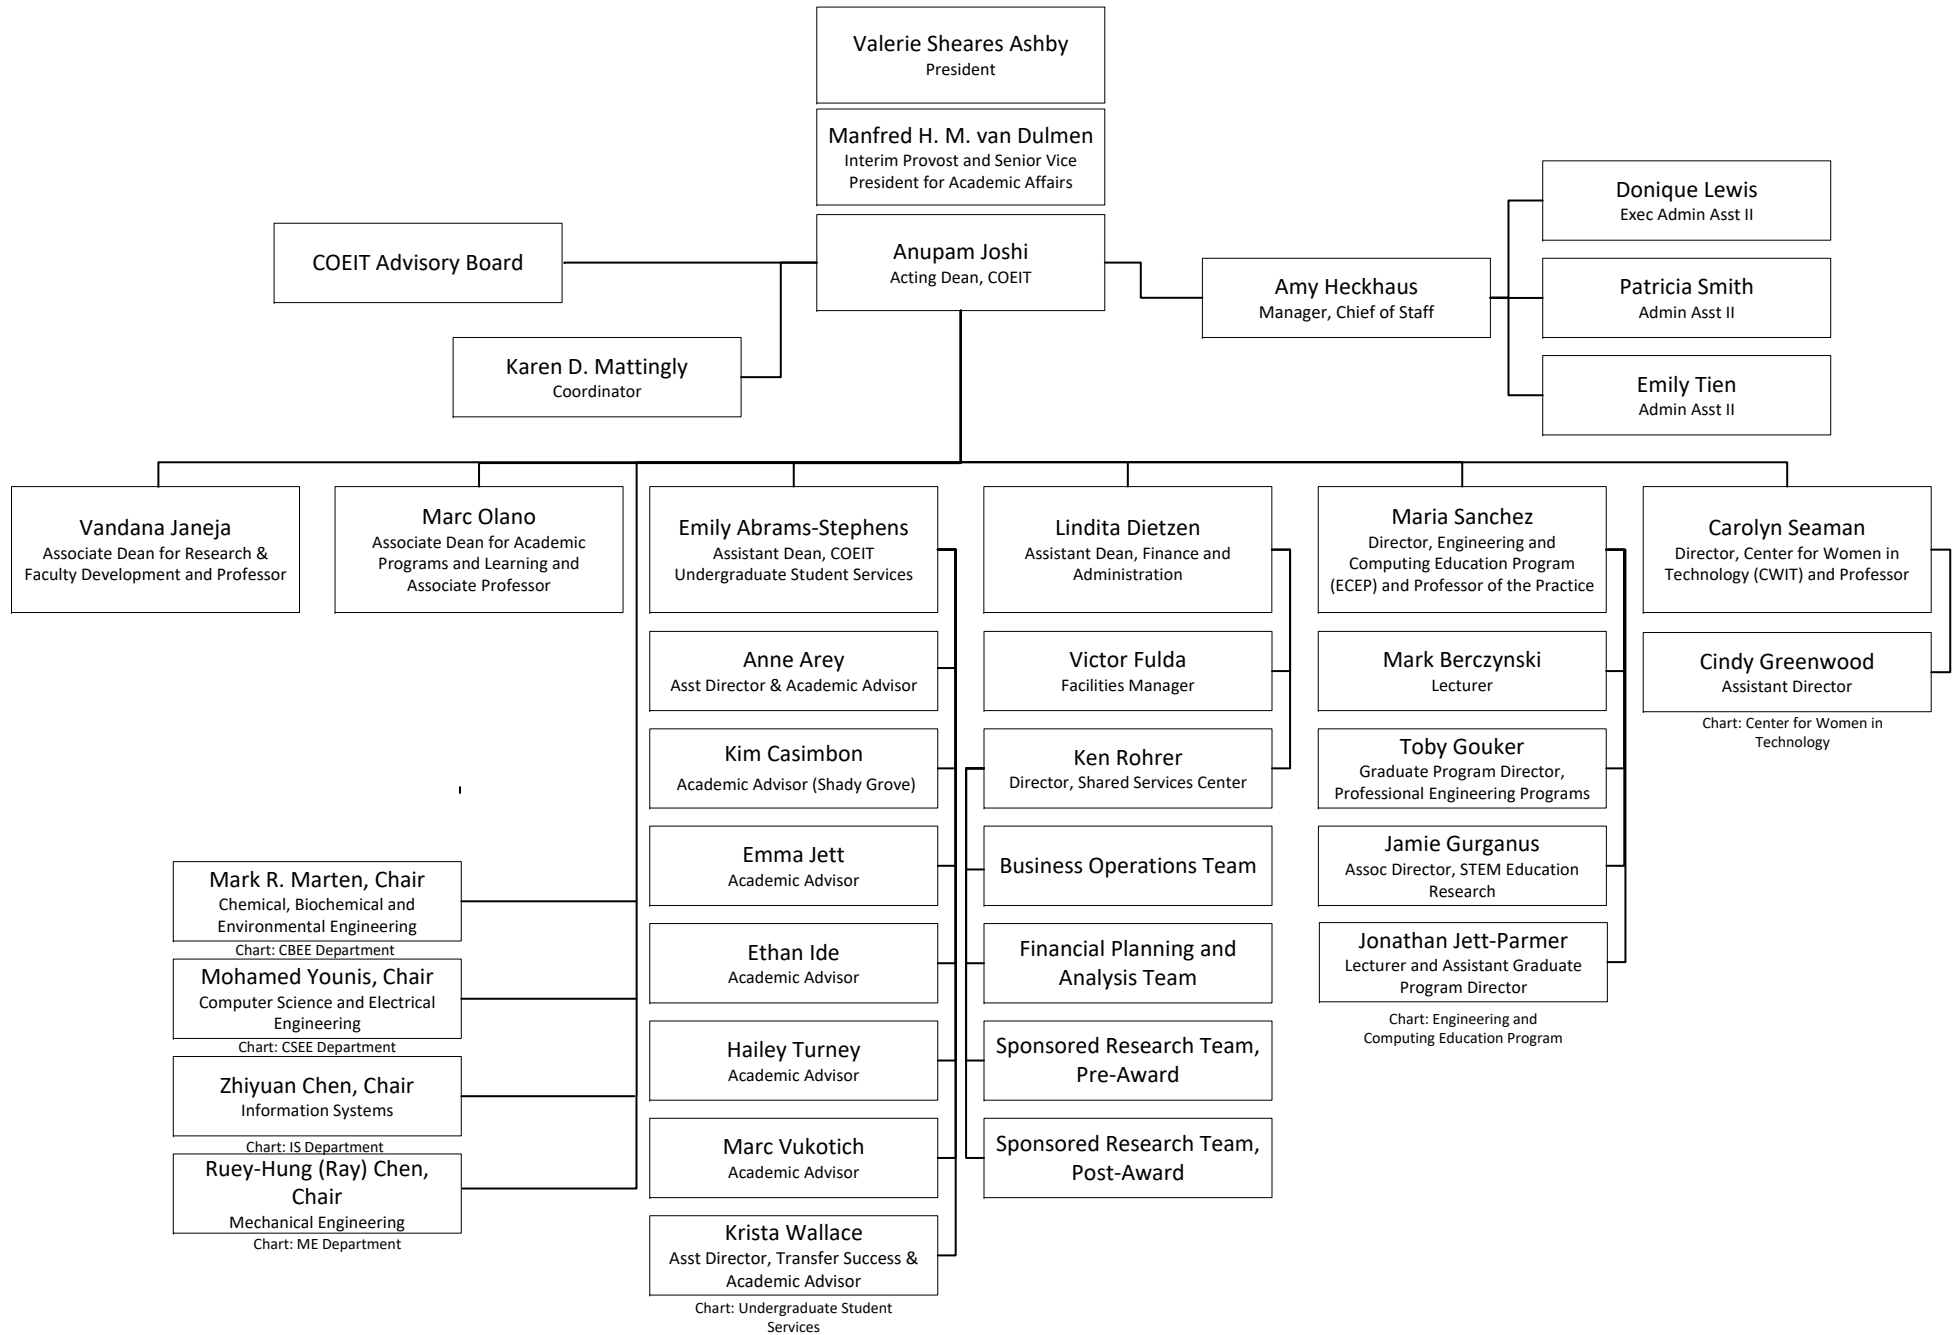 Valerie Sheares Ashby
President
Manfred H. M. van Dulmen
Interim Provost and Senior Vice
President for Academic Affairs
Anupam Joshi
Acting Dean, COEIT
COEIT Advisory Board
Karen D. Mattingly
Coordinator
Amy Heckhaus
Manager, Chief of Staff
Donique Lewis
Exec Admin Asst II
Patricia Smith
Admin Asst II
Emily Tien
Admin Asst II
Vandana Janeja
Associate Dean for Research &
Faculty Development and Professor
Marc Olano
Associate Dean for Academic
Programs and Learning and
Associate Professor
Mark R. Marten, Chair
Chemical, Biochemical and
Environmental Engineering
Chart: CBEE Department
Mohamed Younis, Chair
Computer Science and Electrical
Engineering
Chart: CSEE Department
Zhiyuan Chen, Chair
Information Systems
Chart: IS Department
Ruey-Hung (Ray) Chen,
Chair
Mechanical Engineering
Chart: ME Department
Emily Abrams-Stephens
Assistant Dean, COEIT
Undergraduate Student Services
Anne Arey
Asst Director & Academic Advisor
Kim Casimbon
Academic Advisor (Shady Grove)
Emma Jett
Academic Advisor
Ethan Ide
Academic Advisor
Hailey Turney
Academic Advisor
Marc Vukotich
Academic Advisor
Krista Wallace
Asst Director, Transfer Success &
Academic Advisor
Chart: Undergraduate Student
Services
Lindita Dietzen
Assistant Dean, Finance and
Administration
Victor Fulda
Facilities Manager
Ken Rohrer
Director, Shared Services Center
Business Operations Team
Financial Planning and
Analysis Team
Sponsored Research Team,
Pre-Award
Sponsored Research Team,
Post-Award
Maria Sanchez
Director, Engineering and
Computing Education Program
(ECEP) and Professor of the Practice
Mark Berczynski
Lecturer
Toby Gouker
Graduate Program Director,
Professional Engineering Programs
Jamie Gurganus
Assoc Director, STEM Education
Research
Jonathan Jett-Parmer
Lecturer and Assistant Graduate
Program Director
Chart: Engineering and
Computing Education Program
Carolyn Seaman
Director, Center for Women in
Technology (CWIT) and Professor
Cindy Greenwood
Assistant Director
Chart: Center for Women in
Technology